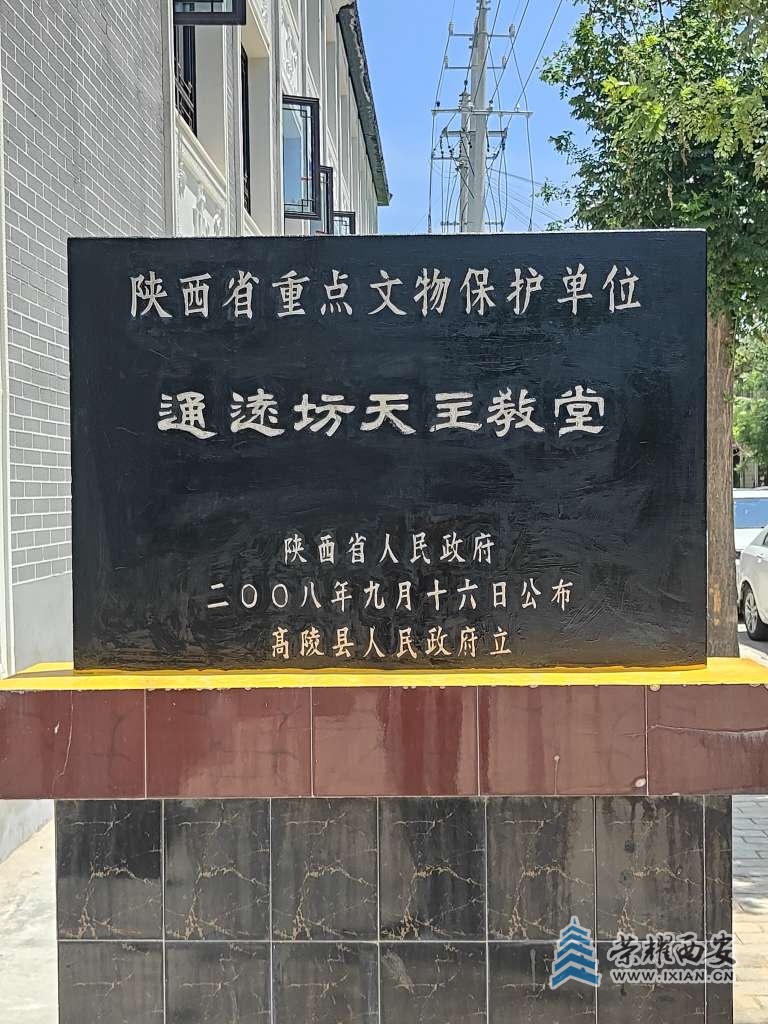 陕西省重点文物保护单位
通远坊天主教堂
陕西省人民政府
二〇〇八年九月十六日公布
高陵县人民政府立
荣耀西安
WWW.IXIAN.CN